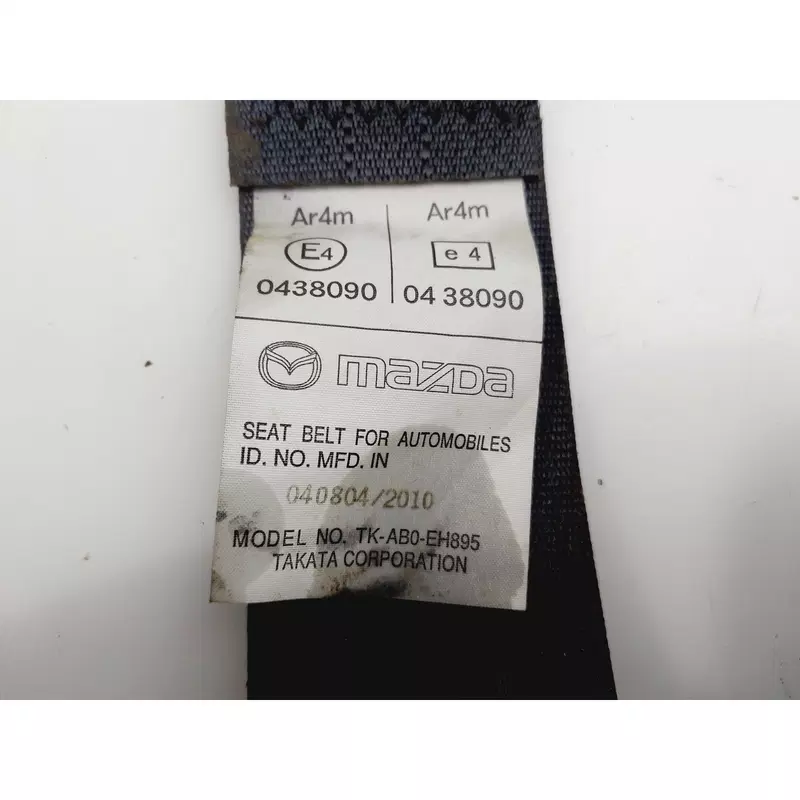 Ar4m
E4
0438090
Ar4m
e 4
04 38090
mazda
SEAT BELT FOR AUTOMOBILES
ID. NO. MFD. IN
040804/2010
MODEL NO. TK-AB0-EH895
TAKATA CORPORATION